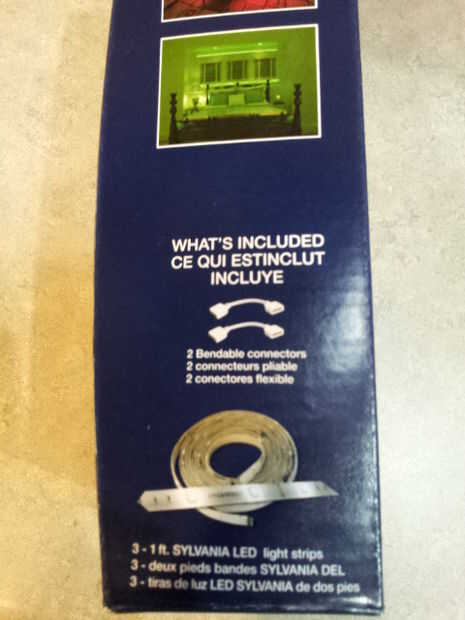 WHAT'S INCLUDED
CE QUI ESTINCLUT
INCLUYE
2 Bendable connectors
2 connecteurs pliable
2 conectores flexible
3 - 1 ft. SYLVANIA LED light strips
3 - deux pieds bandes SYLVANIA DEL
3 - tiras de luz LED SYLVANIA de dos pies